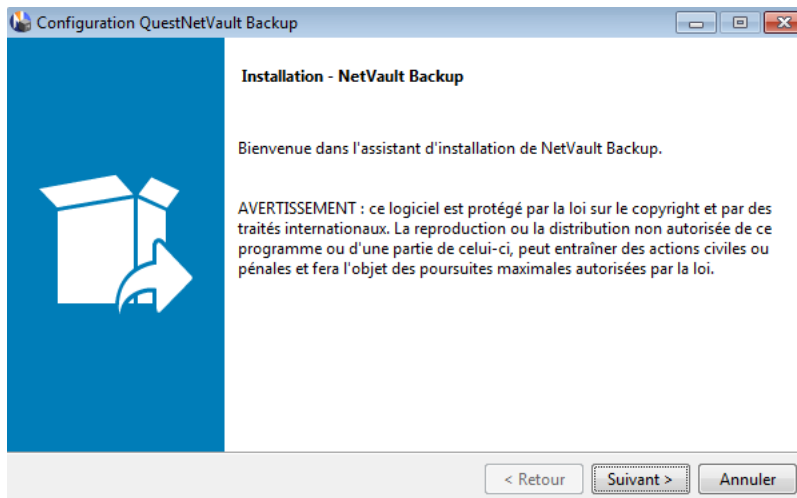 Configuration QuestNetVault Backup
Installation - NetVault Backup
Bienvenue dans l'assistant d'installation de NetVault Backup.
AVERTISSEMENT : ce logiciel est protégé par la loi sur le copyright et par des
traités internationaux. La reproduction ou la distribution non autorisée de ce
programme ou d'une partie de celui-ci, peut entraîner des actions civiles ou
pénales et fera l'objet des poursuites maximales autorisées par la loi.
< Retour Suivant > Annuler